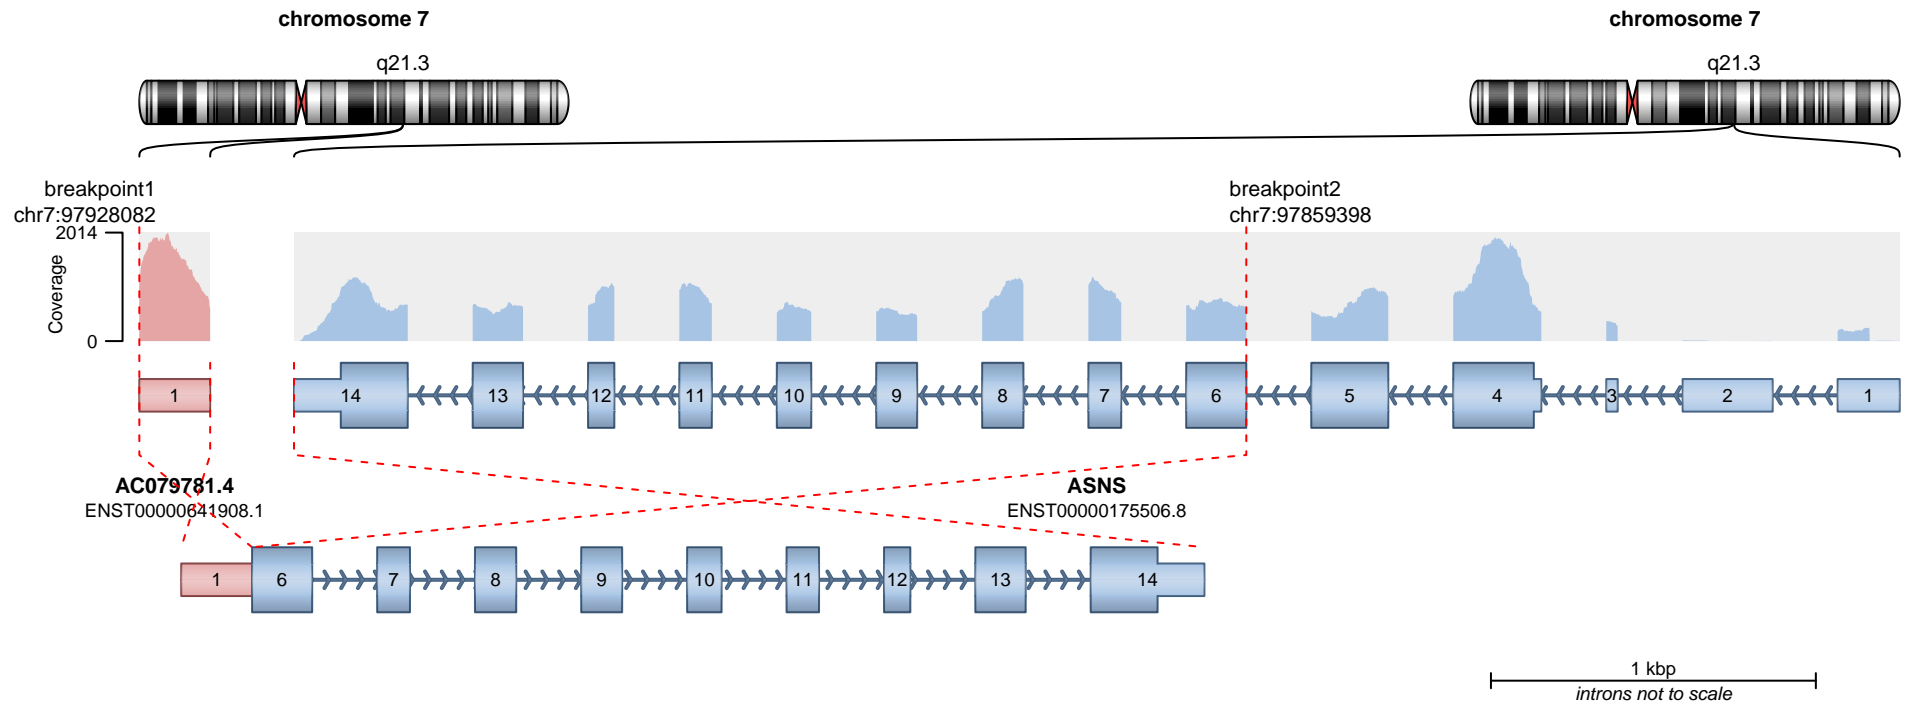 chromosome 7
chromosome 7
q21.3
q21.3
breakpoint1
chr7:97928082
breakpoint2
chr7:97859398
2014
Coverage
0
1
14
13
12
11
10
9
8
7
6
5
4
3
2
1
AC079781.4
ENST00000641908.1
ASNS
ENST00000175506.8
1
6
7
8
9
10
11
12
13
14
1 kbp
introns not to scale